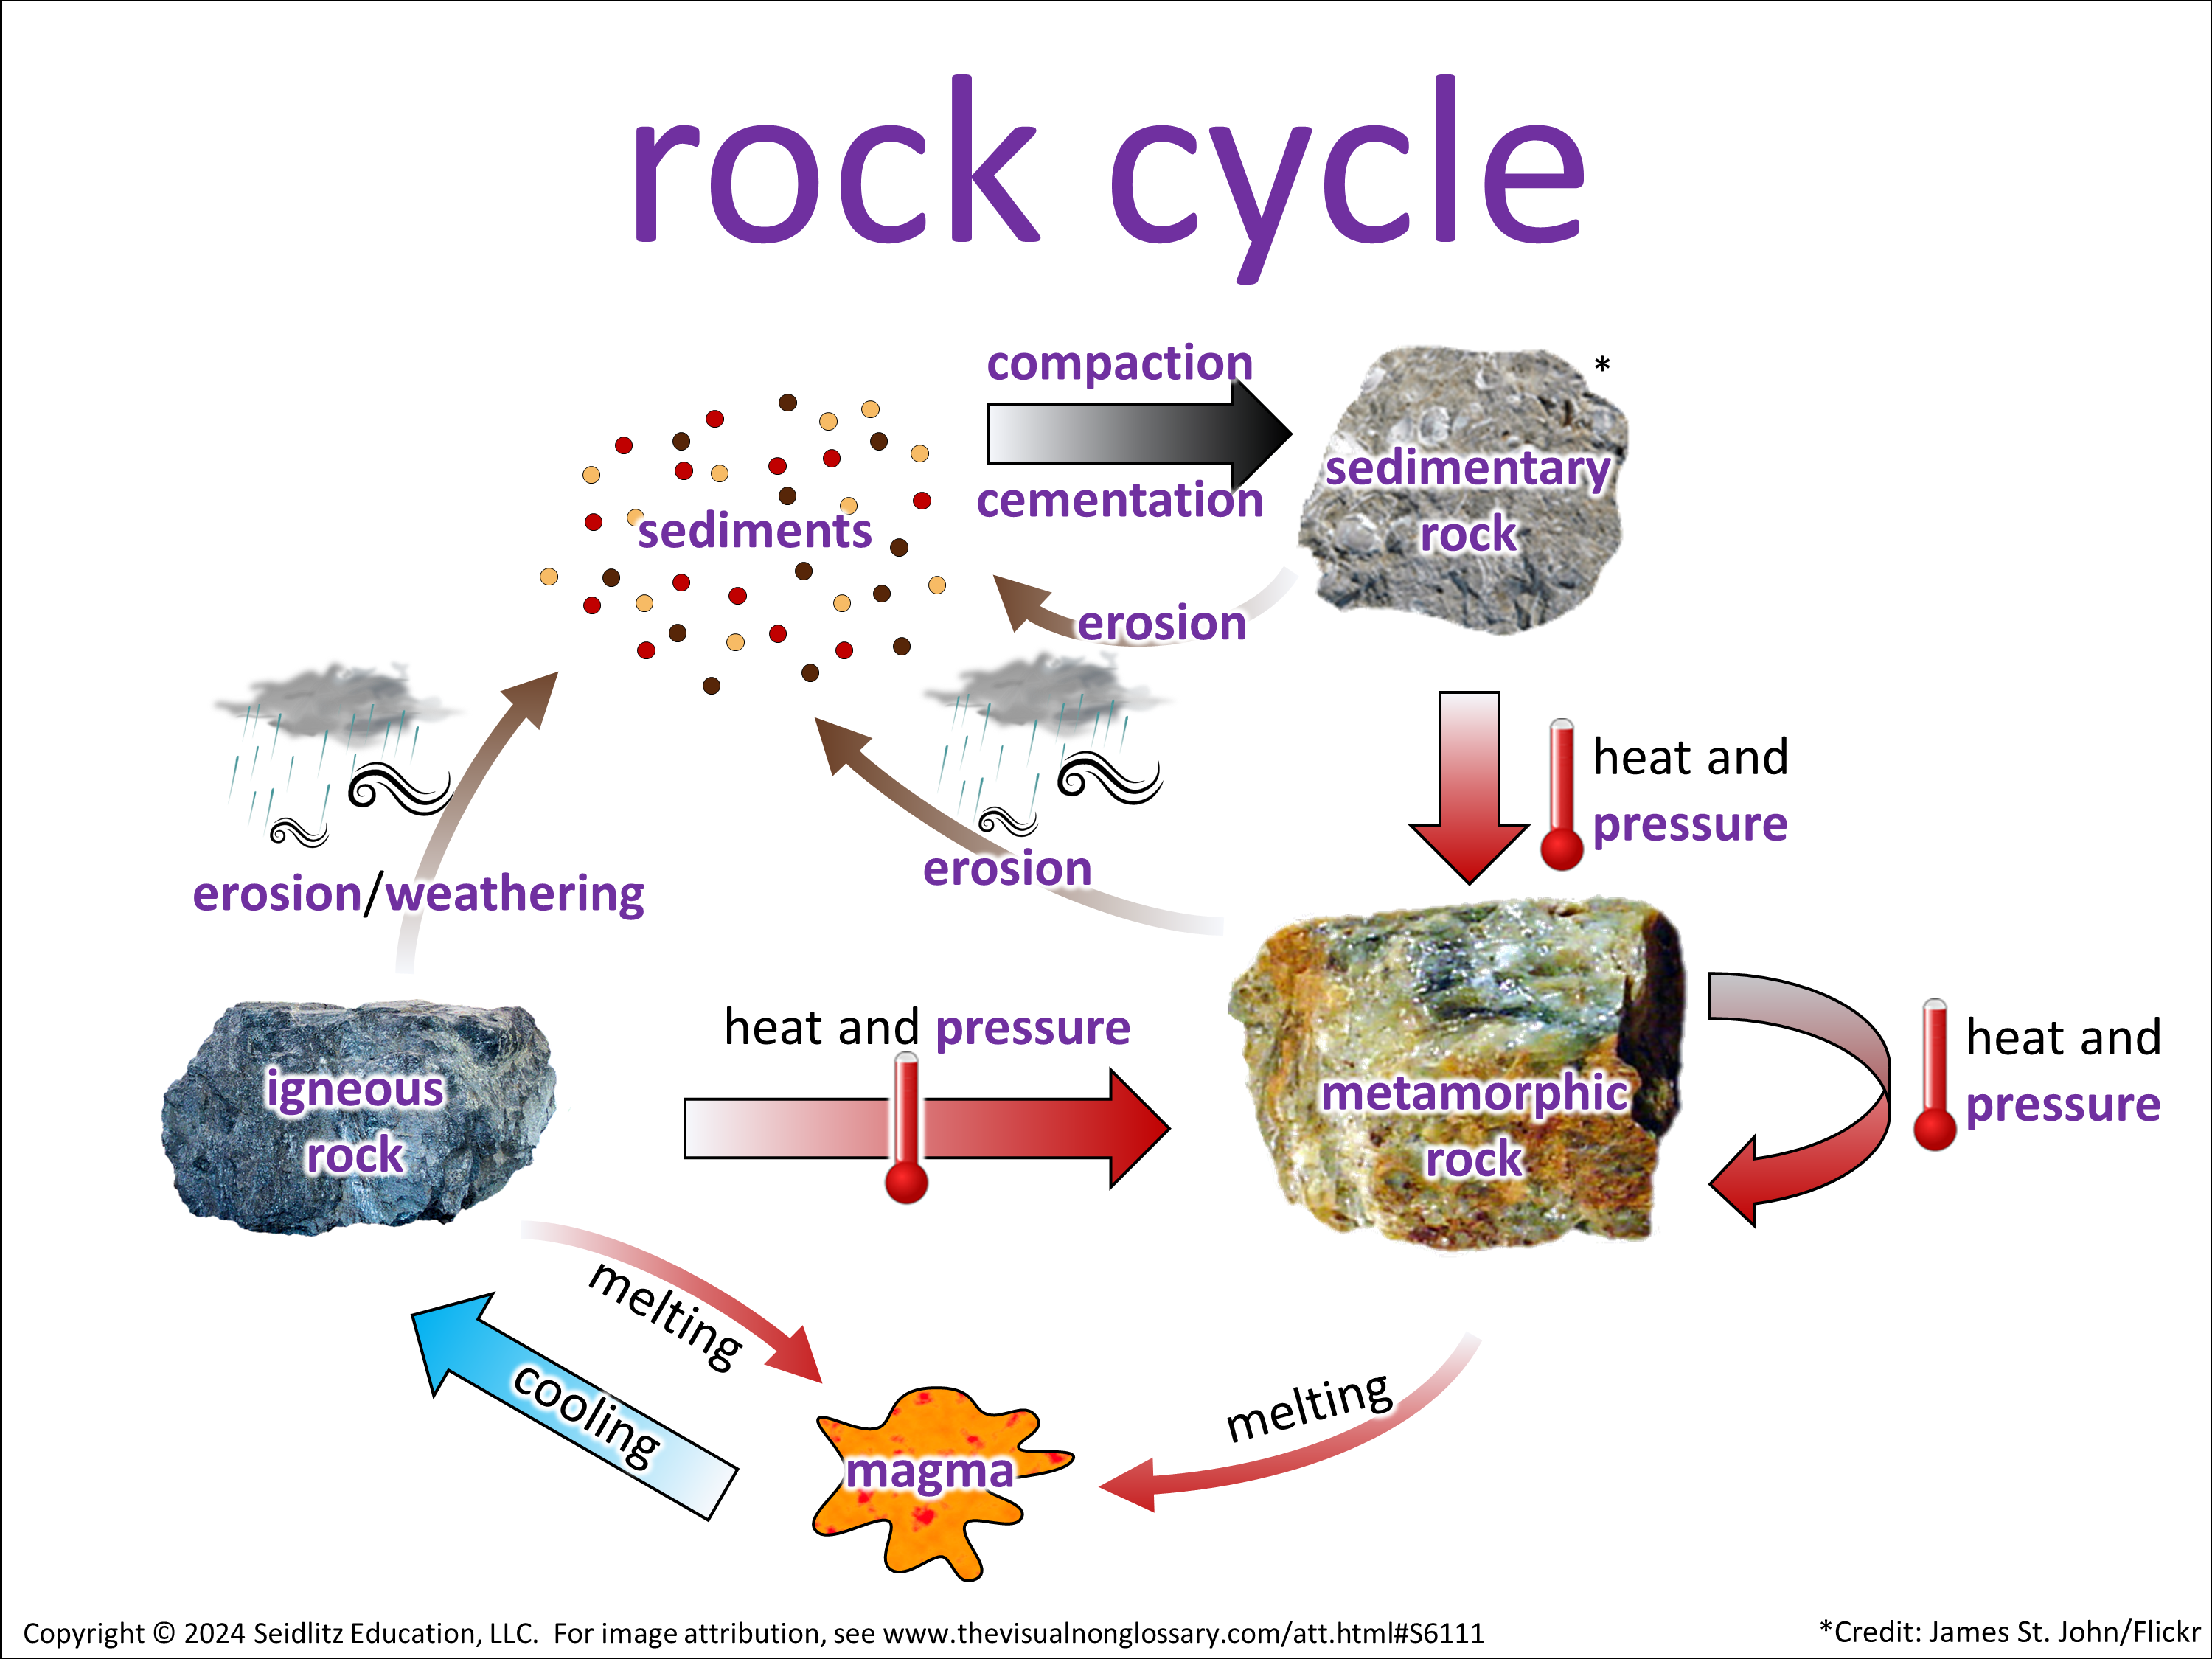 rock cycle
compaction
cementation
*
sedimentary
rock
sediments
erosion
heat and
pressure
erosion
erosion/weathering
heat and pressure
heat and
pressure
igneous
rock
metamorphic
rock
melting
cooling
melting
magma
Copyright © 2024 Seidlitz Education, LLC.  For image attribution, see www.thevisualnonglossary.com/att.html#S6111
*Credit: James St. John/Flickr